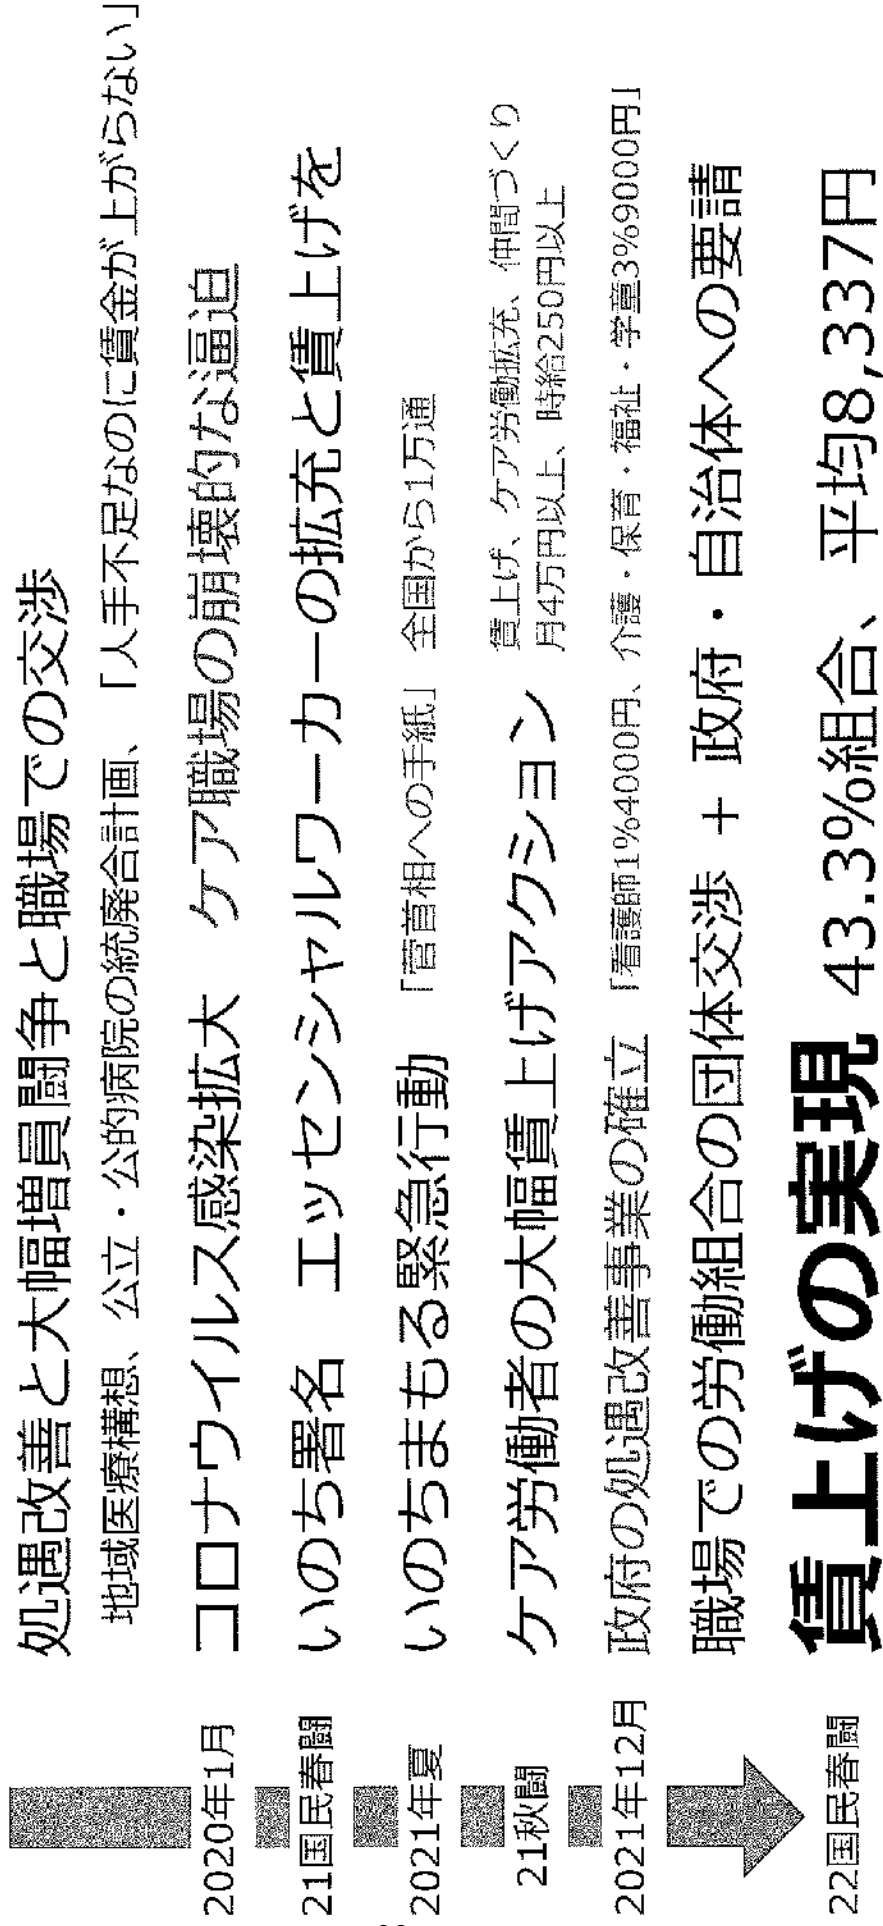 処遇改善と大幅増員闘争と職場での交渉
地域医療構想、公立・公的病院の統廃合計画、「人手不足なのに賃金が上がらない」
2020年1月 コロナウイルス感染拡大 ケア職場の崩壊的な逼迫
21国民春闘 いのち署名 エッセンシャルワーカーの拡充と賃上げを
2021年夏 いのちまもる緊急行動 「菅首相への手紙」 全国から1万通
21秋闘 ケア労働者の大幅賃上げアクション 賃上げ、ケア労働拡充、仲間づくり
月4万円以上、時給250円以上
2021年12月 政府の処遇改善事業の確立 「看護師1%4000円、介護・保育・福祉・学童3%9000円」
職場での労働組合の団体交渉 + 政府・自治体への要請
22国民春闘 賃上げの実現 43.3%組合、 平均8,337円